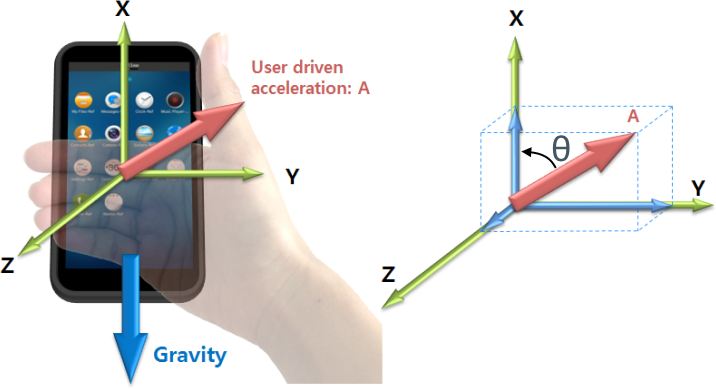 X
User driven
acceleration: A
Y
Z
Gravity
X
A
θ
Y
Z